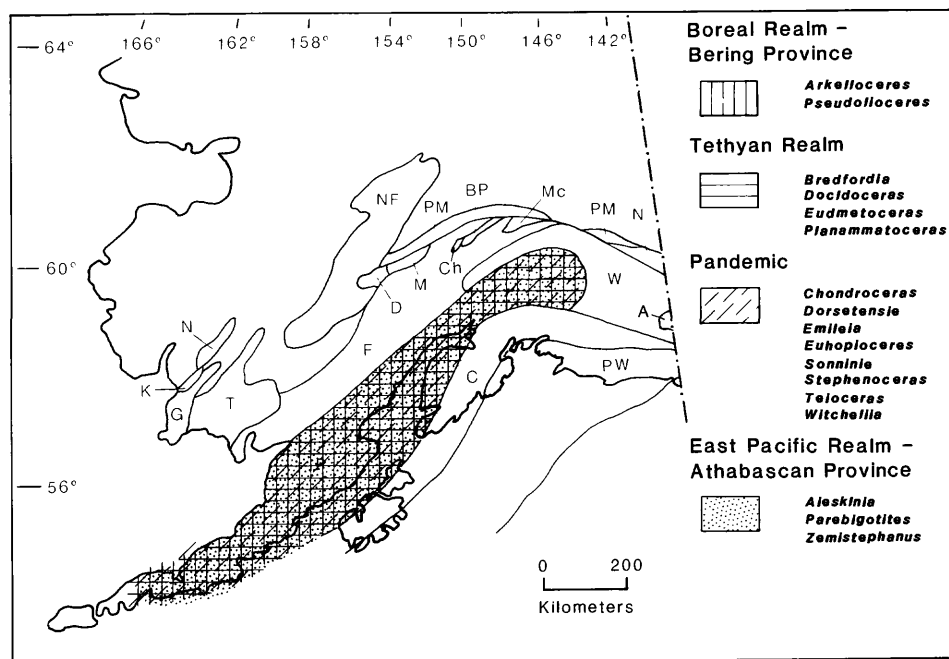 64°
166° 162° 158° 154° 150° 146° 142°
60°
56°
NF
PM
BP
Mc
PM
N
Ch
M
D
W
A
N
F
K
G
T
C
PW
P
0 200
Kilometers
Boreal Realm –
Bering Province
Arkelloceras
Pseudolioceras
Tethyan Realm
Bradfordia
Docidoceras
Eudmetoceras
Planammatoceras
Pandemic
Chondroceras
Dorsetensia
Emileia
Euhoploceras
Sonninia
Stephanoceras
Teloceras
Witchellia
East Pacific Realm –
Athabascan Province
Alaskinia
Parabigotites
Zemistephanus